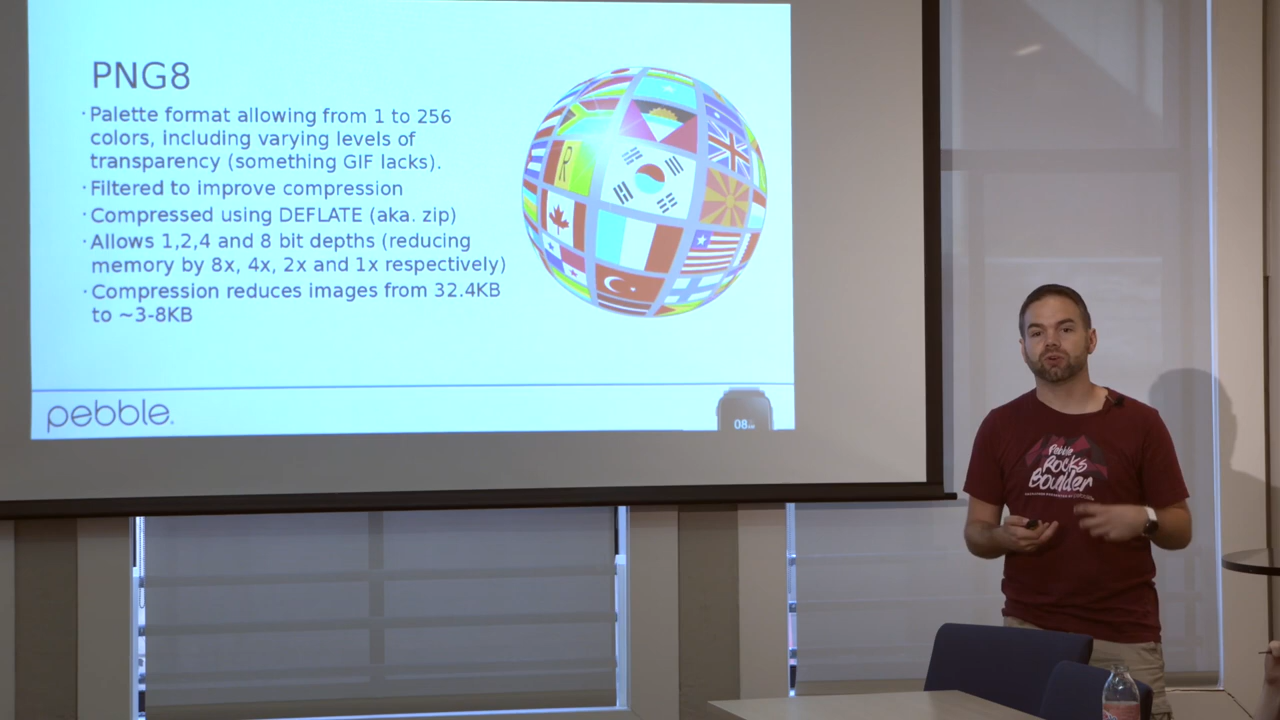 PNG8
· Palette format allowing from 1 to 256
colors, including varying levels of
transparency (something GIF lacks).
· Filtered to improve compression
· Compressed using DEFLATE (aka. zip)
· Allows 1,2,4 and 8 bit depths (reducing
memory by 8x, 4x, 2x and 1x respectively)
· Compression reduces images from 32.4KB
to ~3-8KB
R
pebble.
08
Pebble
Rocks
Boulder